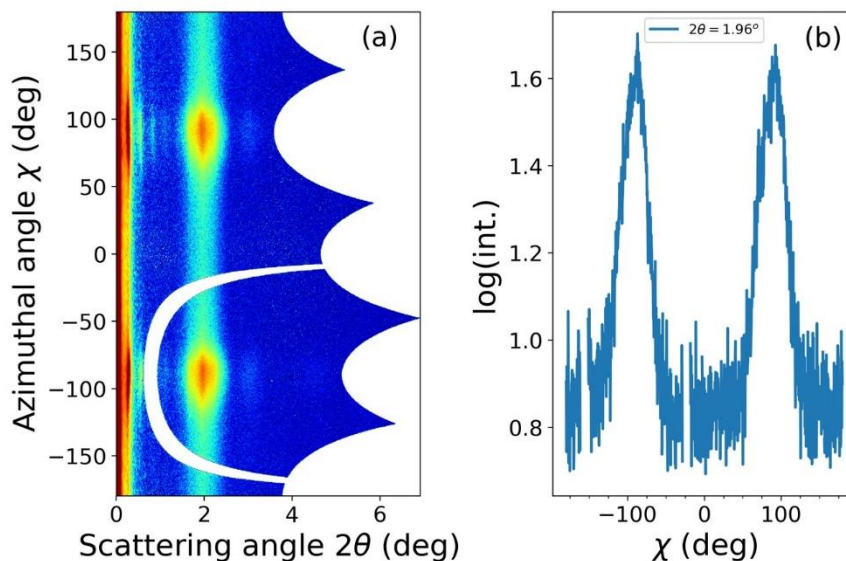 (a)
Azimuthal angle χ (deg)
150
100
50
0
−50
−100
−150
0
2
4
6
Scattering angle 2θ (deg)
(b)
2θ = 1.96°
log(int.)
1.6
1.4
1.2
1.0
0.8
−100
0
100
χ (deg)